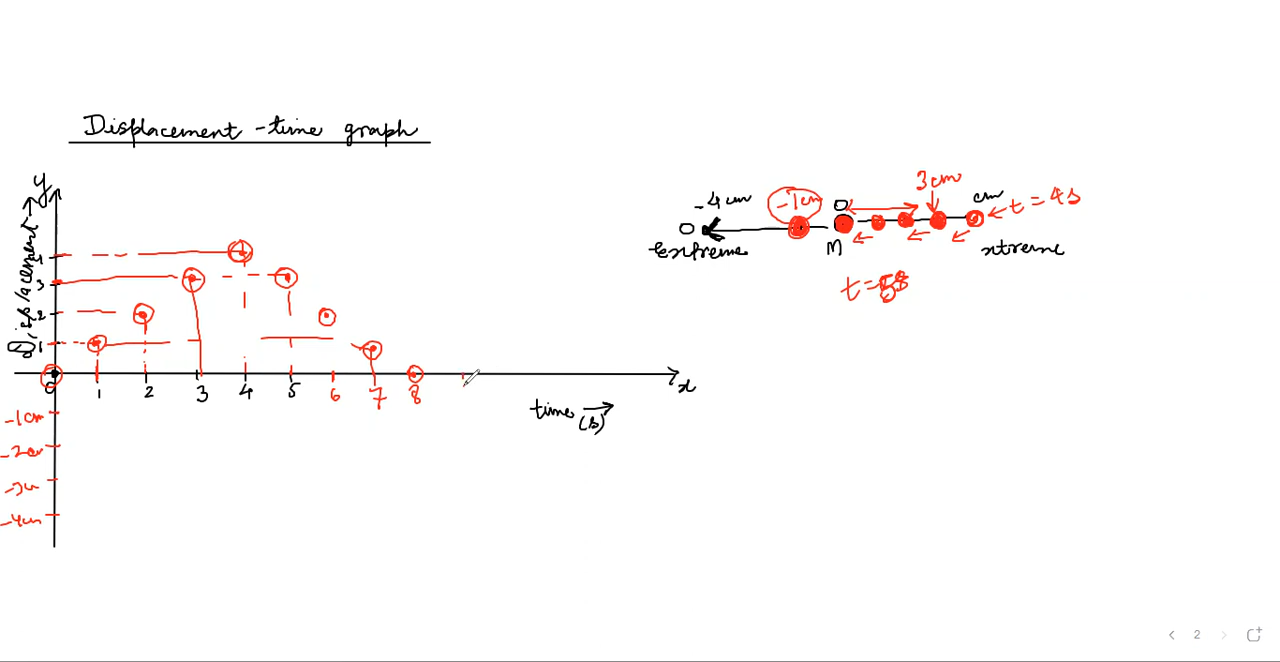 Displacement -time graph
y
Displacement →
4
3
2
1
0
1 2 3 4 5 6 7 8
x
time → (s)
-1cm
-2cm
-4cm
-4cm
-1cm
0
3cm
cm
t = 4s
0
extreme
M
xtreme
t =
2